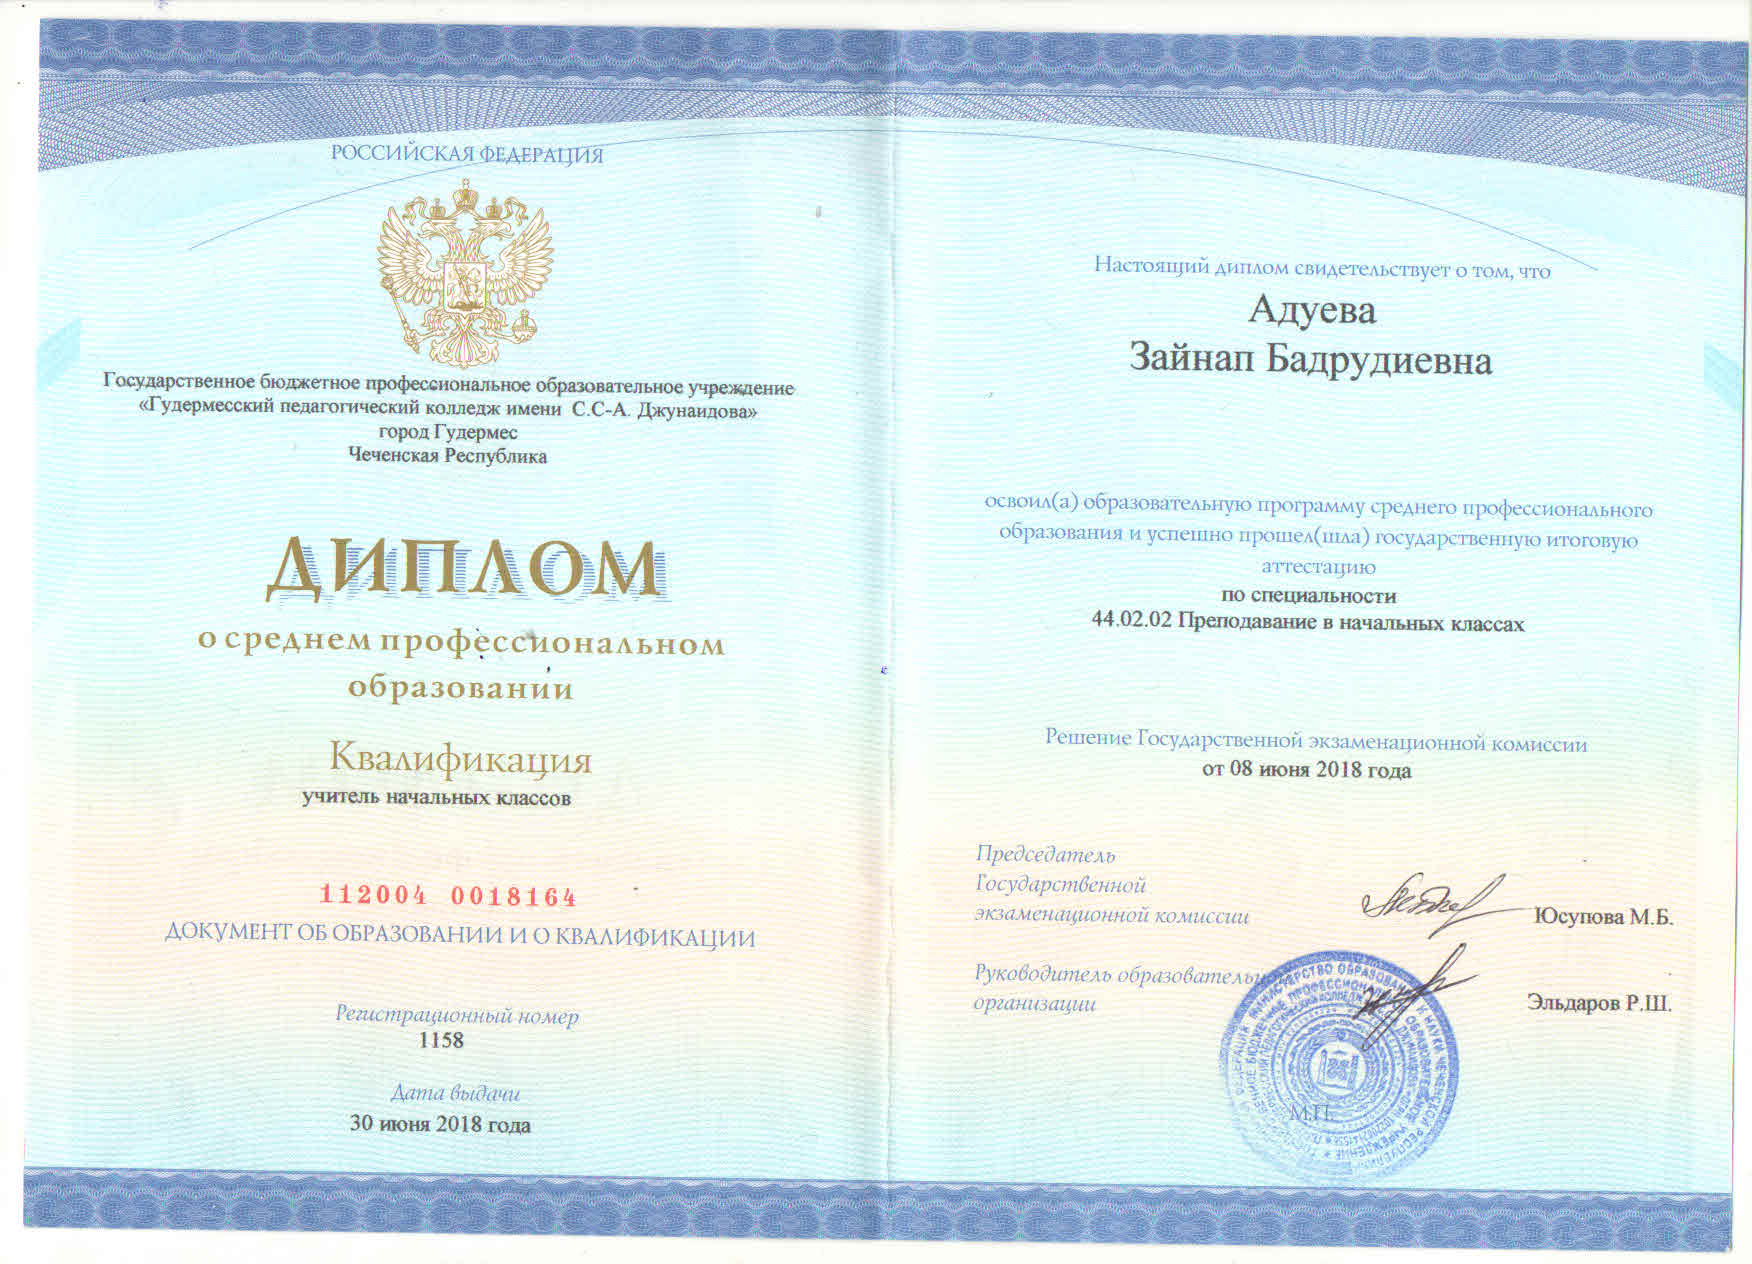 РОССИЙСКАЯ ФЕДЕРАЦИЯ
Государственное бюджетное профессиональное образовательное учреждение
«Гудермесский педагогический колледж имени С.С-А. Джунаидова»
город Гудермес
Чеченская Республика
ДИПЛОМ
о среднем профессиональном
образовании
Квалификация
учитель начальных классов
112004 0018164
ДОКУМЕНТ ОБ ОБРАЗОВАНИИ И О КВАЛИФИКАЦИИ
Регистрационный номер
1158
Дата выдачи
30 июня 2018 года
Настоящий диплом свидетельствует о том, что
Адуева
Зайнап Бадрудиевна
освоил(а) образовательную программу среднего профессионального
образования и успешно прошел(шла) государственную итоговую
аттестацию
по специальности
44.02.02 Преподавание в начальных классах
Решение Государственной экзаменационной комиссии
от 08 июня 2018 года
Председатель
Государственной
экзаменационной комиссии
Юсупова М.Б.
Руководитель образовательн
организации
Эльдаров Р.Ш.
М.П.